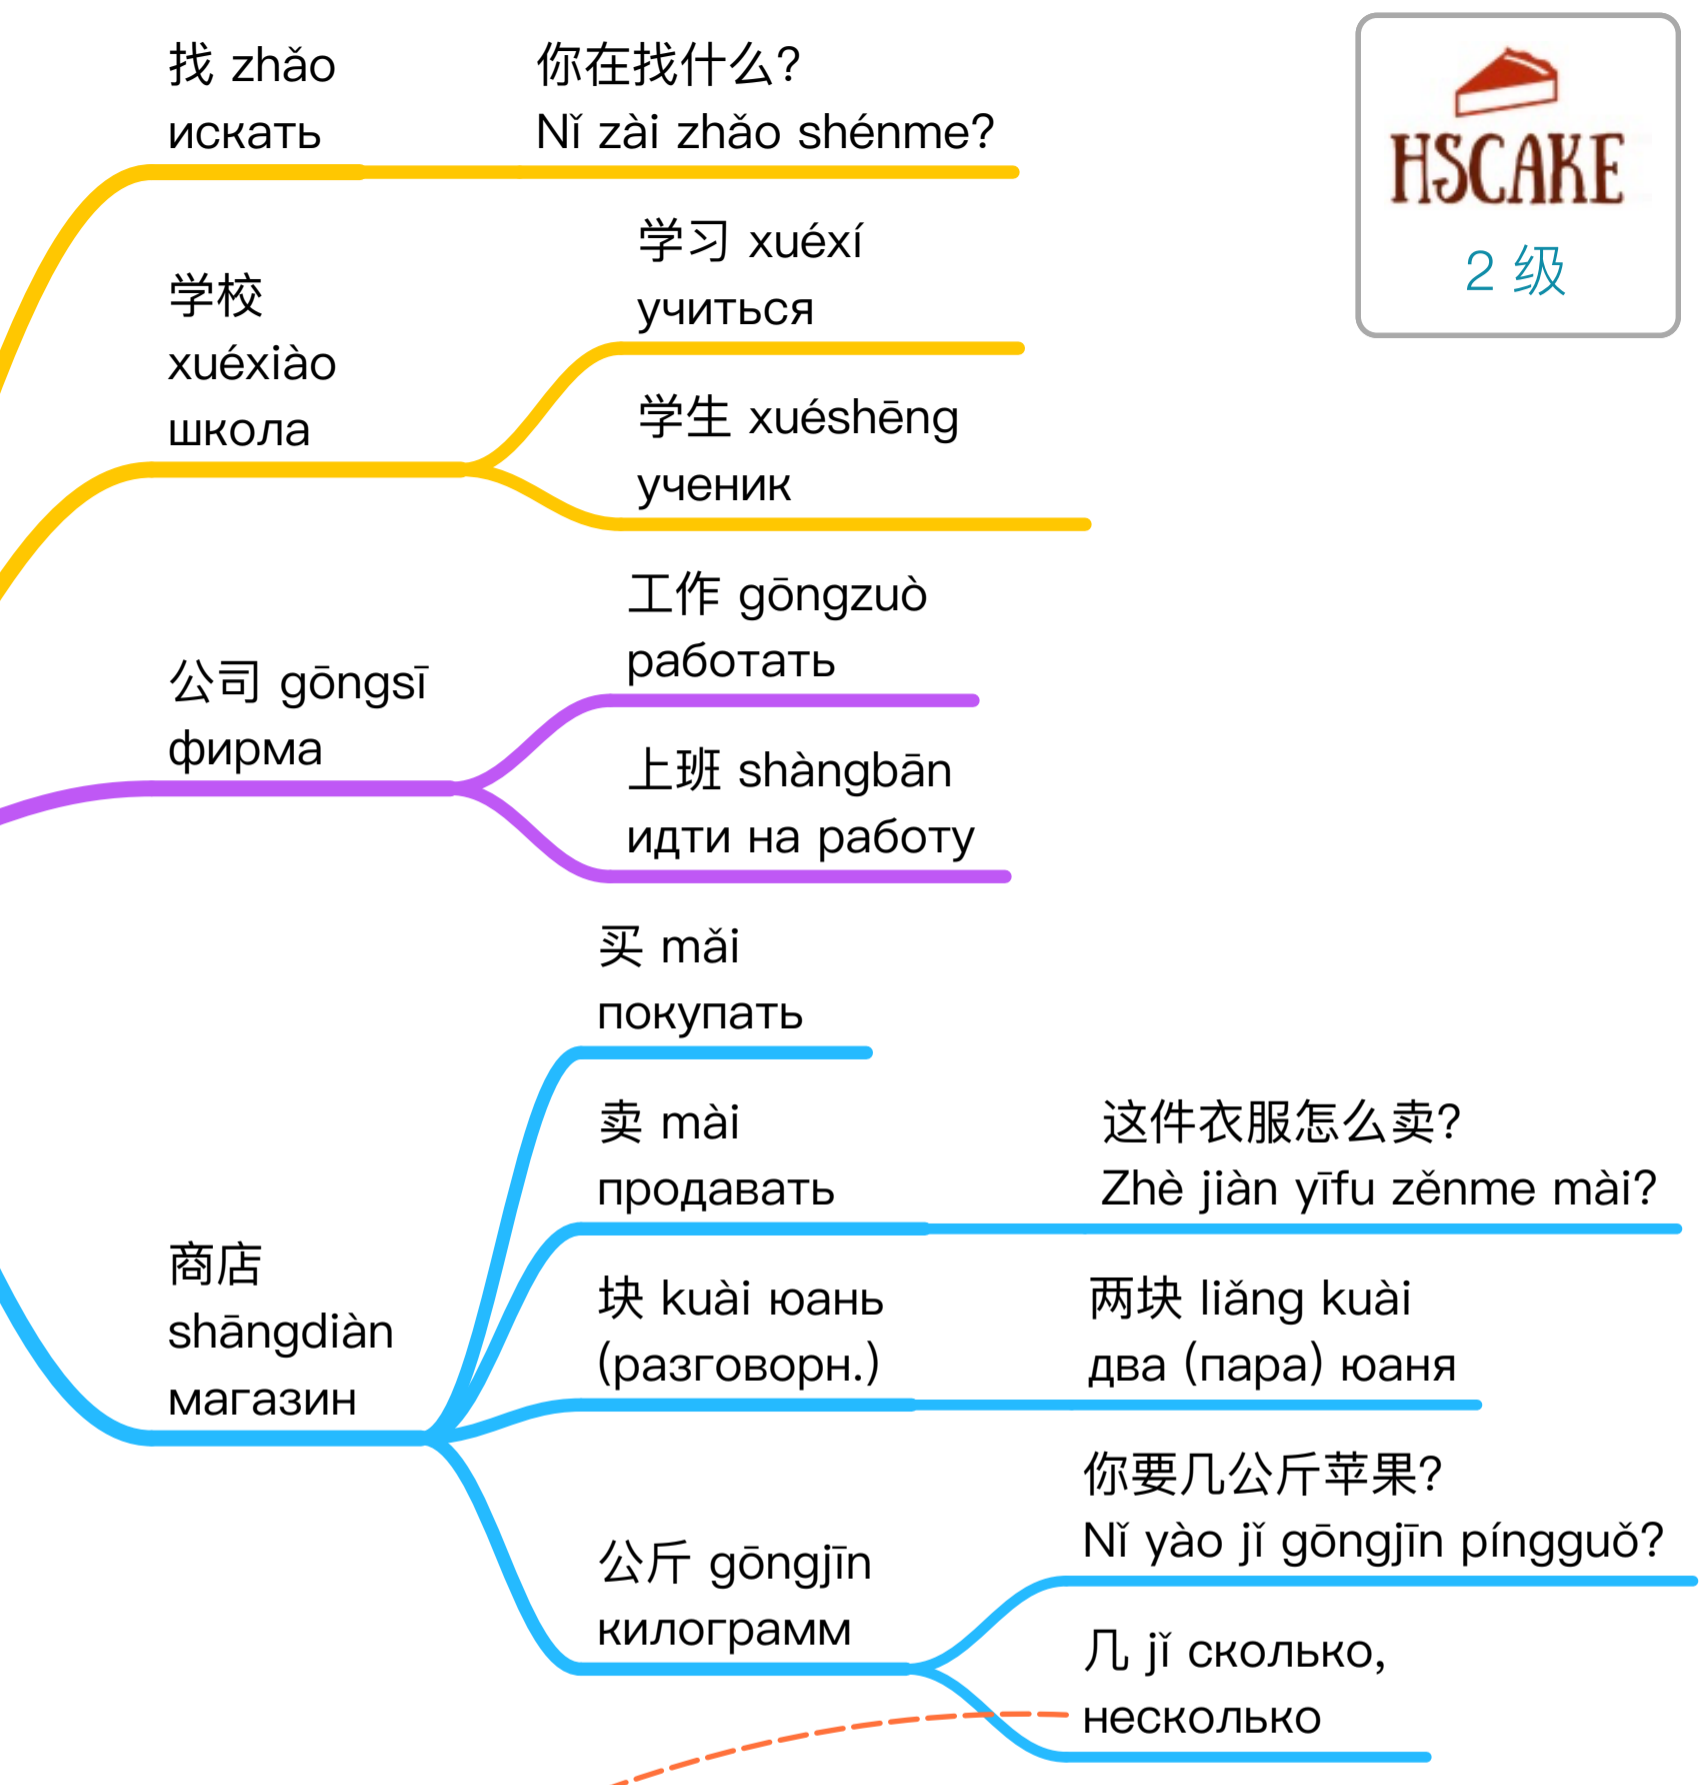 找 zhǎo
искать
你在找什么?
Nǐ zài zhǎo shénme?
HSCAKE
2 级
学校
xuéxiào
школа
学习 xuéxí
учиться
学生 xuéshēng
ученик
公司 gōngsī
фирма
工作 gōngzuò
работать
上班 shàngbān
идти на работу
商店
shāngdiàn
магазин
买 mǎi
покупать
卖 mài
продавать
这件衣服怎么卖?
Zhè jiàn yīfu zěnme mài?
块 kuài юань
(разговорн.)
两块 liǎng kuài
два (пара) юаня
公斤 gōngjīn
килограмм
你要几公斤苹果?
Nǐ yào jǐ gōngjīn píngguǒ?
几 jǐ сколько,
несколько